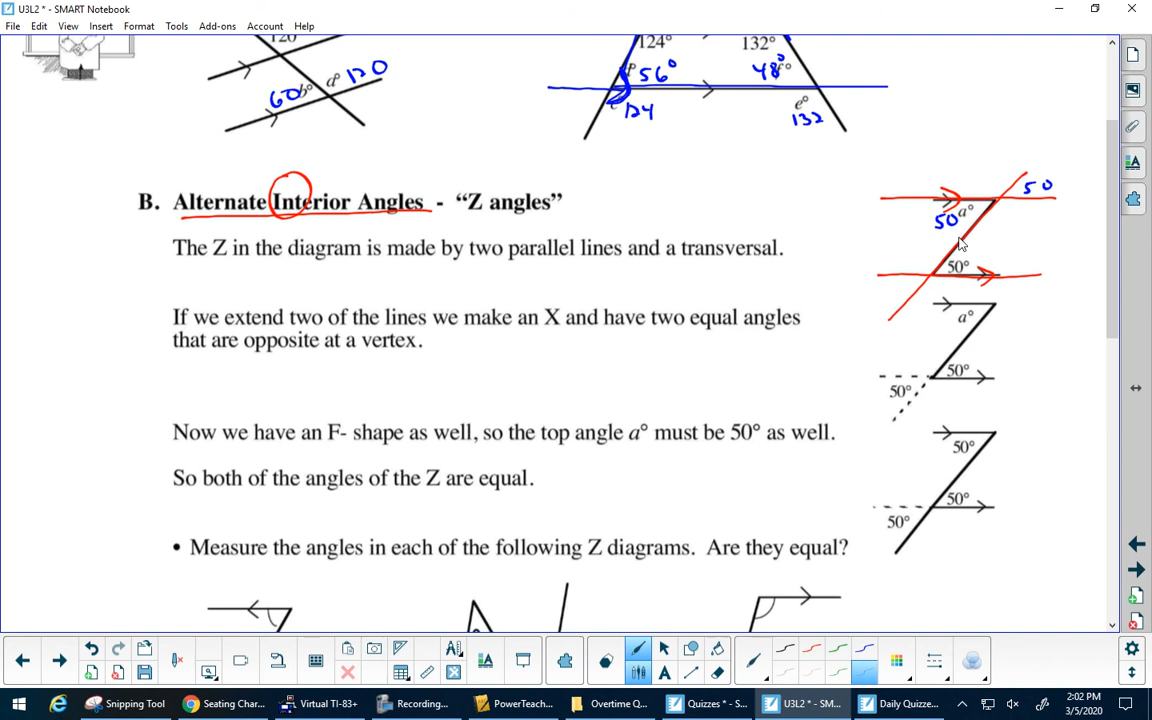 U3L2 * - SMART Notebook
File Edit View Insert Format Tools Add-ons Account Help
120°
124° 132°
60 b° d° 120
56° 48°
c° 124 e° 132
B. Alternate Interior Angles - “Z angles”
50
50 a°
50°
The Z in the diagram is made by two parallel lines and a transversal.
If we extend two of the lines we make an X and have two equal angles
that are opposite at a vertex.
a°
50°
50°
Now we have an F- shape as well, so the top angle a° must be 50° as well.
So both of the angles of the Z are equal.
50°
50°
50°
• Measure the angles in each of the following Z diagrams. Are they equal?
Snipping Tool Seating Char... Virtual TI-83+ Recording... PowerTeach... Overtime Q... Quizzes * - S... U3L2 * - SM... Daily Quizze...
2:02 PM
3/5/2020